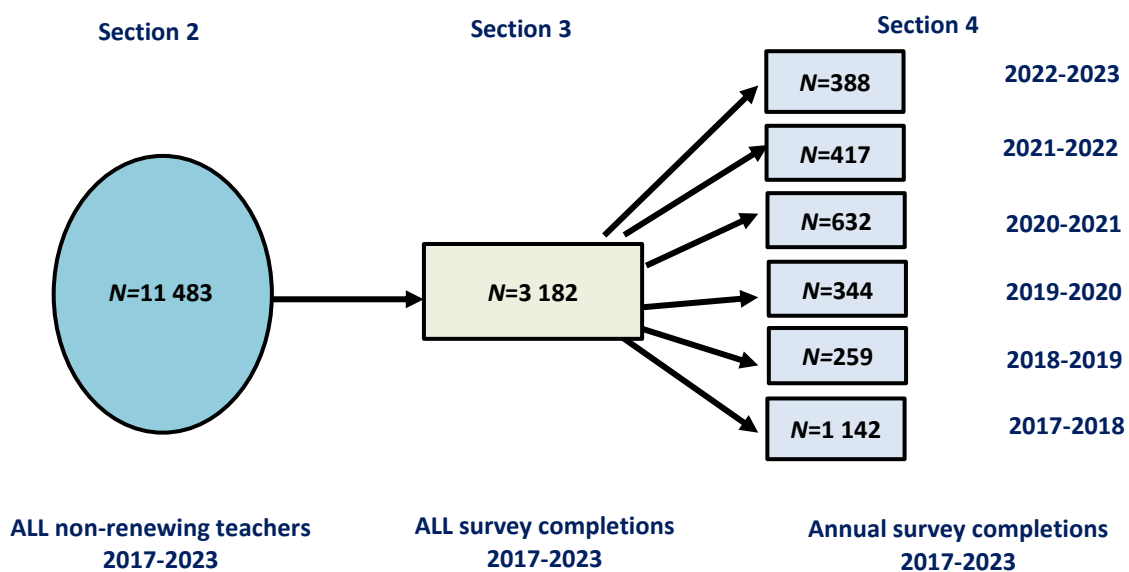 Section 2
Section 3
Section 4
N=388
2022-2023
N=417
2021-2022
N=632
2020-2021
N=11 483
N=3 182
N=344
2019-2020
N=259
2018-2019
N=1 142
2017-2018
ALL non-renewing teachers
2017-2023
ALL survey completions
2017-2023
Annual survey completions
2017-2023